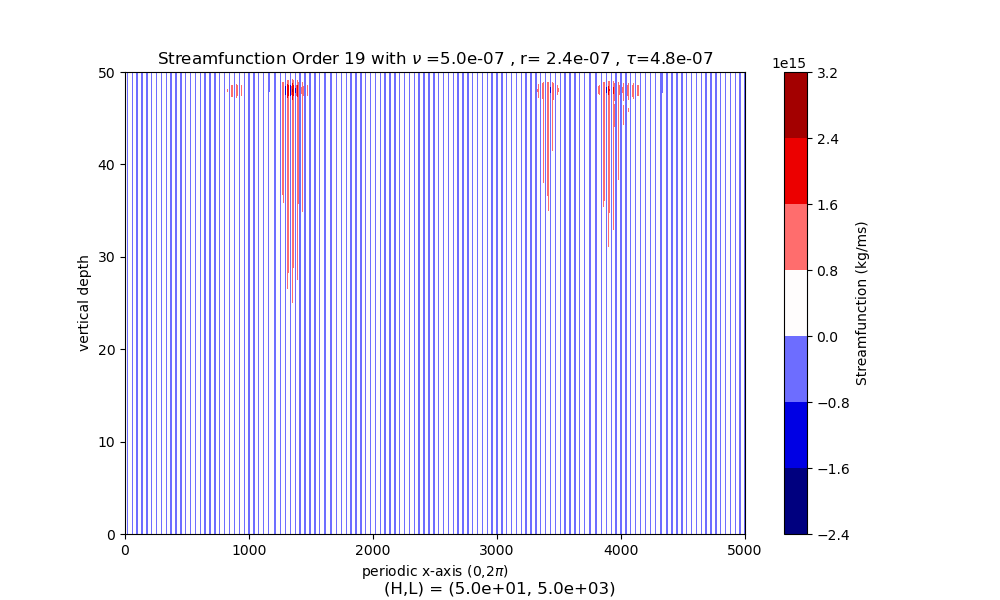 Streamfunction Order 19 with ν =5.0e-07 , r= 2.4e-07 , τ=4.8e-07
1e15
50
40
30
20
10
0
vertical depth
0 1000 2000 3000 4000 5000
periodic x-axis (0,2π)
(H,L) = (5.0e+01, 5.0e+03)
3.2
2.4
1.6
0.8
0.0
−0.8
−1.6
−2.4
Streamfunction (kg/ms)